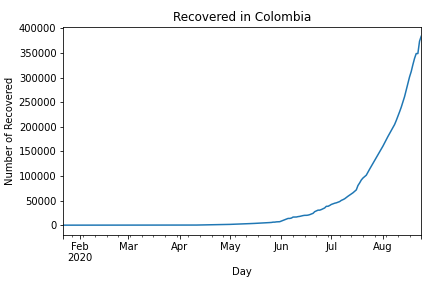 Recovered in Colombia
400000
350000
300000
250000
200000
150000
100000
50000
0
Number of Recovered
Feb Mar Apr May Jun Jul Aug
2020
Day